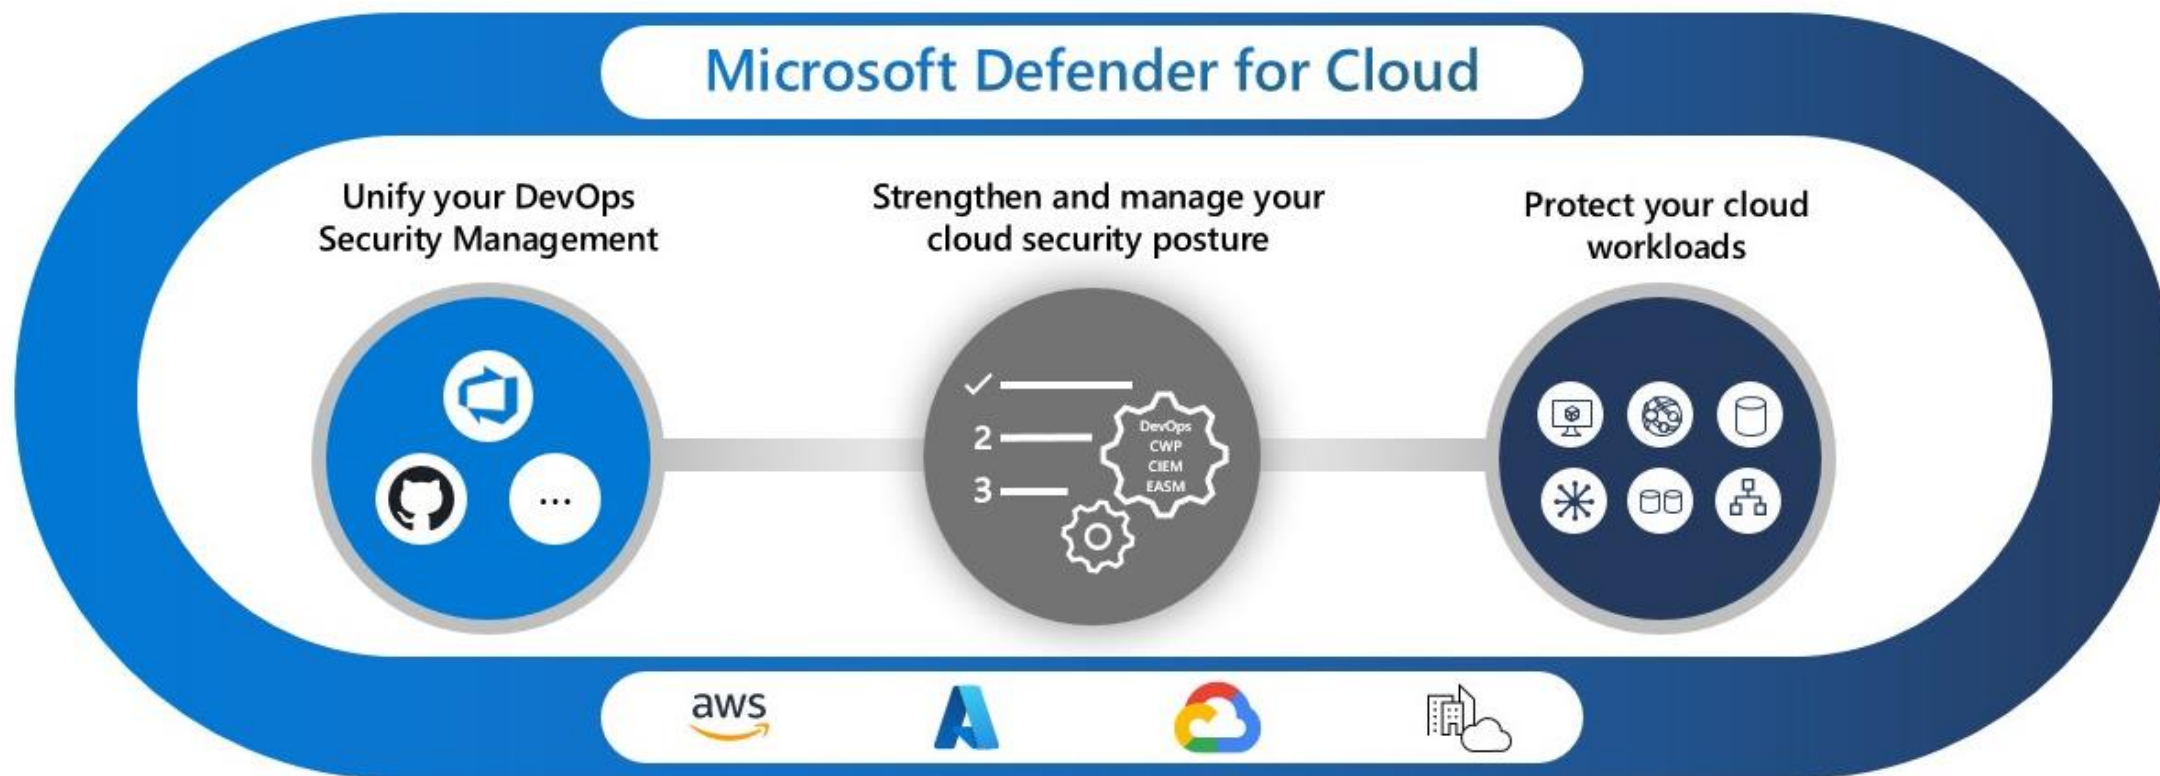 Microsoft Defender for Cloud
Unify your DevOps
Security Management
Strengthen and manage your
cloud security posture
Protect your cloud
workloads
2
3
DevOps
CWP
CIEM
EASM
...
aws